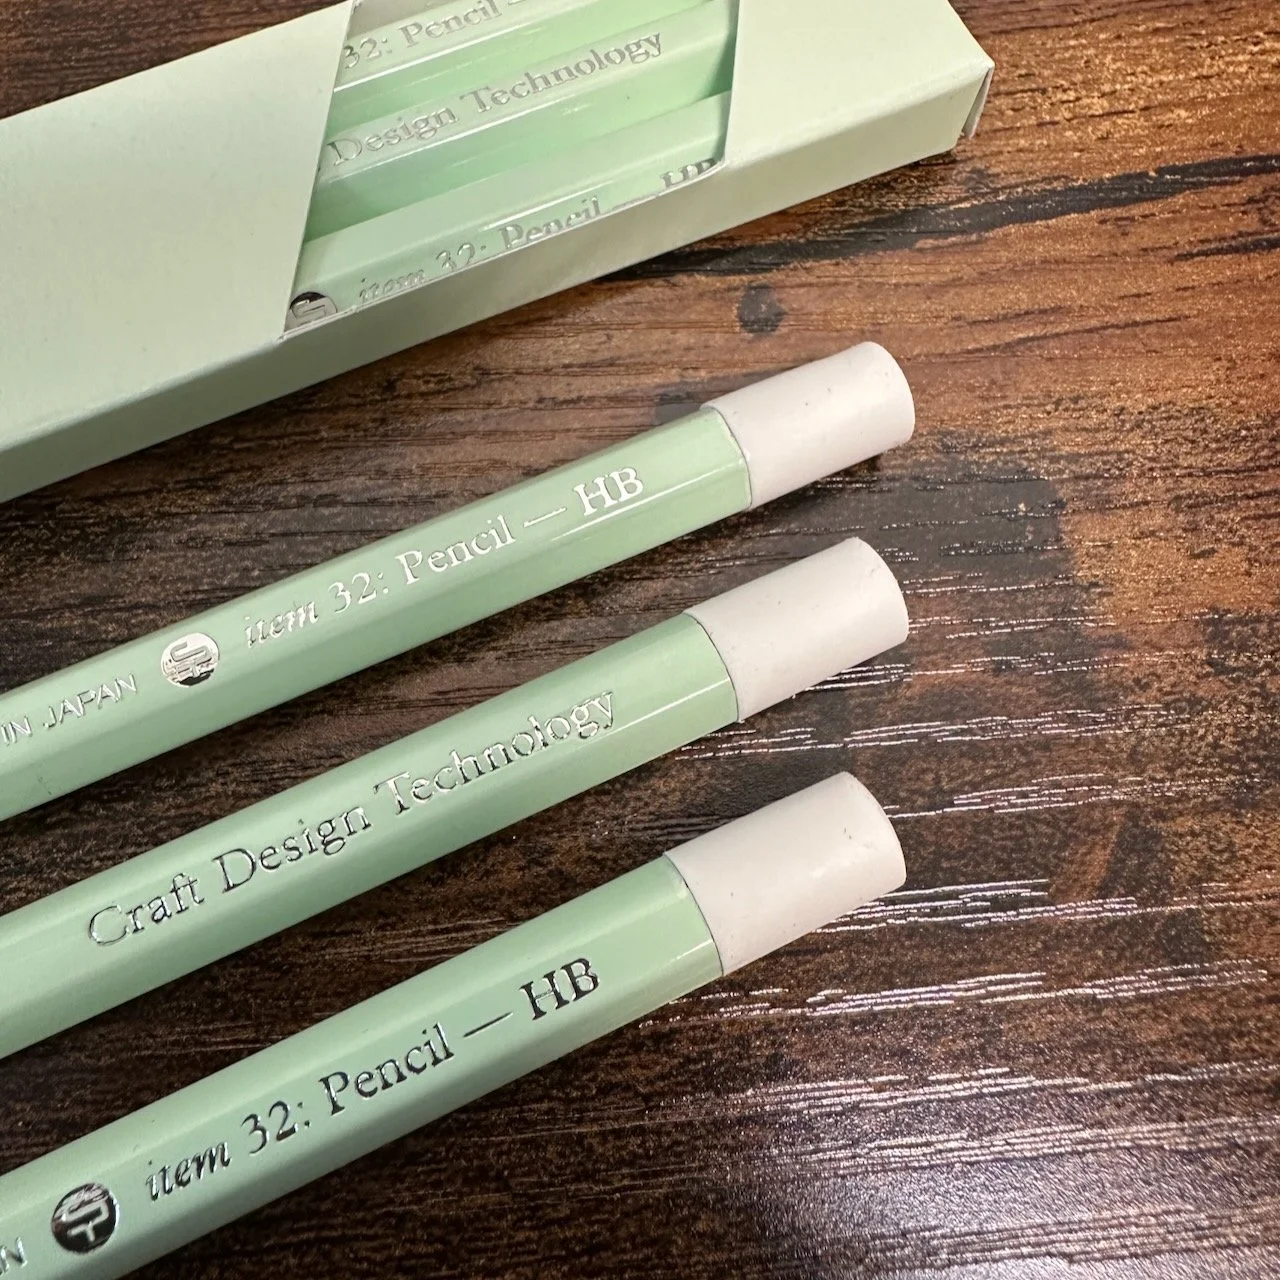 32: Pencil —
Design Technology
item 32: Pencil — HB
IN JAPAN item 32: Pencil — HB
Craft Design Technology
item 32: Pencil — HB